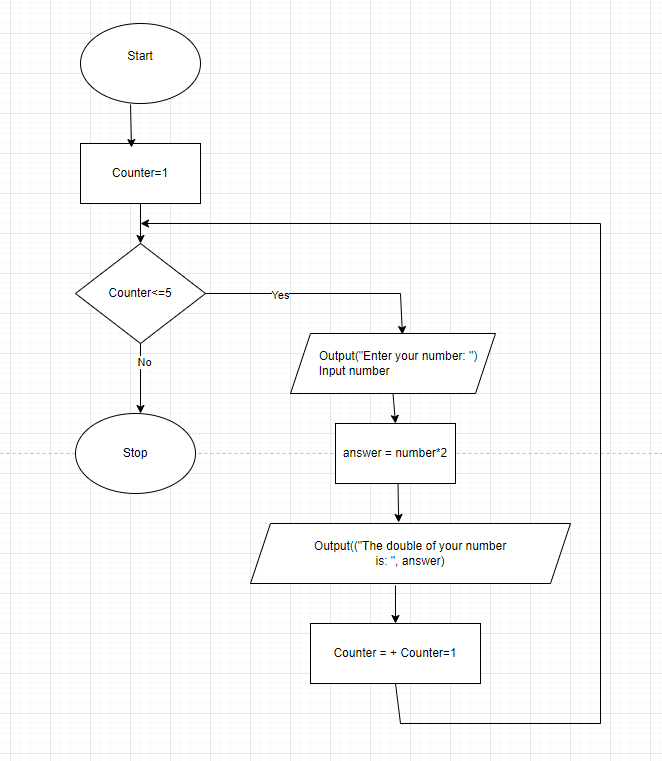 Start
Counter=1
Counter<=5
Yes
Output("Enter your number: ")
Input number
No
answer = number*2
Stop
Output(("The double of your number
is: ", answer)
Counter = + Counter=1